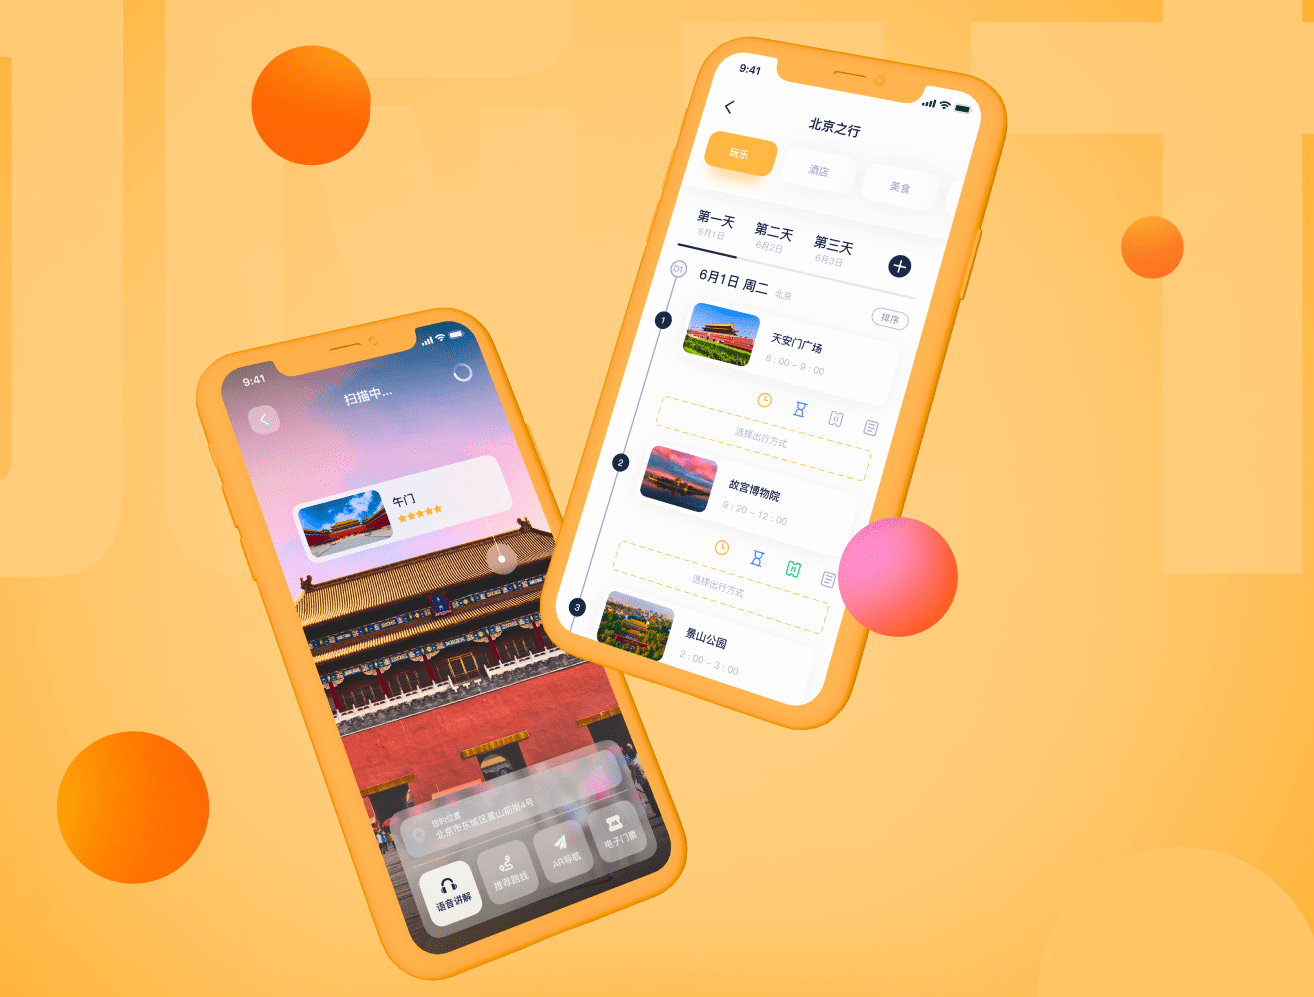 9:41
北京之行
玩乐
酒店
美食
第一天
6月1日
第二天
6月2日
第三天
6月3日
D1
6月1日 周二 北京
排序
1
天安门广场
8 : 00 - 9 : 00
选择出行方式
2
故宫博物院
9 : 20 - 12 : 00
选择出行方式
3
景山公园
2 : 00 - 3 : 00
9:41
扫描中...
午门
您的位置
北京市东城区景山前街4号
语音讲解
推荐路线
AR导航
电子门票